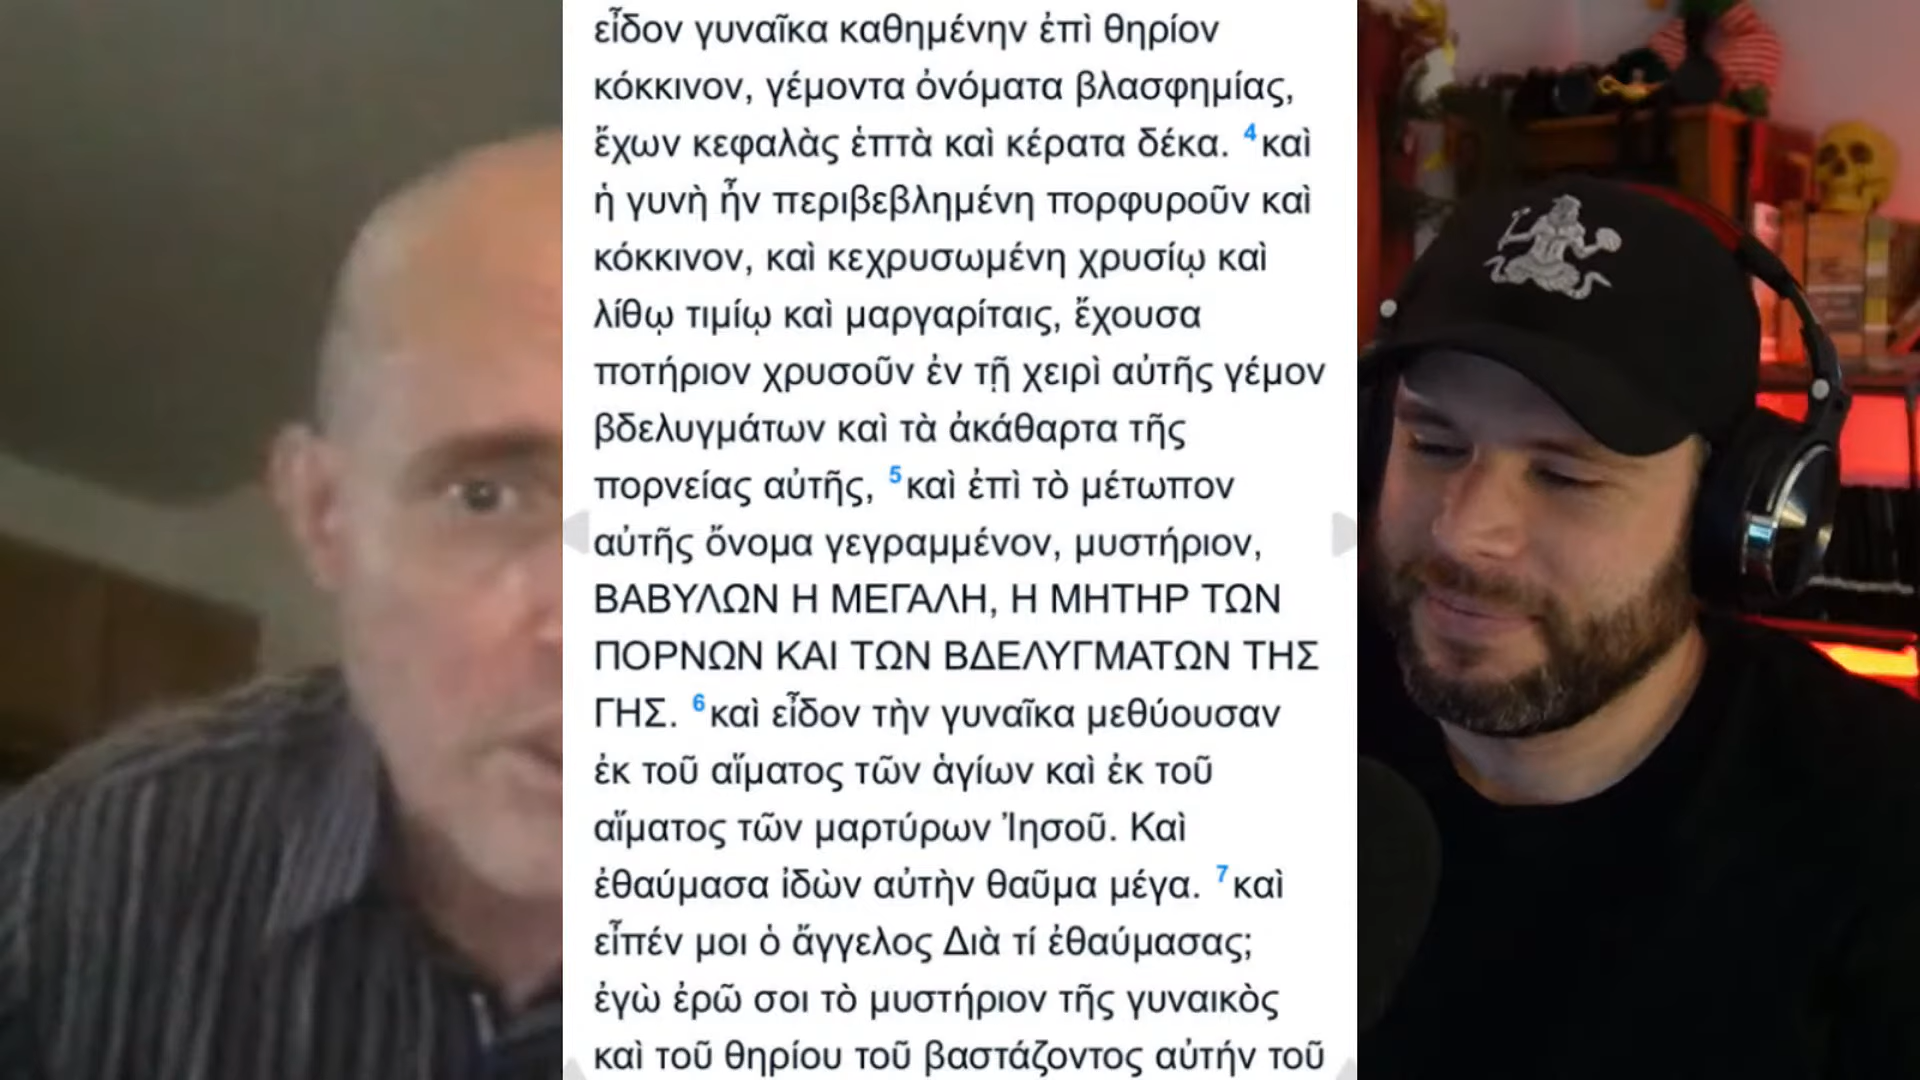 εἶδον γυναῖκα καθημένην ἐπὶ θηρίον
κόκκινον, γέμοντα ὀνόματα βλασφημίας,
ἔχων κεφαλὰς ἑπτὰ καὶ κέρατα δέκα. 4 καὶ
ἡ γυνὴ ἦν περιβεβλημένη πορφυροῦν καὶ
κόκκινον, καὶ κεχρυσωμένη χρυσίῳ καὶ
λίθῳ τιμίῳ καὶ μαργαρίταις, ἔχουσα
ποτήριον χρυσοῦν ἐν τῇ χειρὶ αὐτῆς γέμον
βδελυγμάτων καὶ τὰ ἀκάθαρτα τῆς
πορνείας αὐτῆς, 5 καὶ ἐπὶ τὸ μέτωπον
αὐτῆς ὄνομα γεγραμμένον, μυστήριον,
ΒΑΒΥΛΩΝ Η ΜΕΓΑΛΗ, Η ΜΗΤΗΡ ΤΩΝ
ΠΟΡΝΩΝ ΚΑΙ ΤΩΝ ΒΔΕΛΥΓΜΑΤΩΝ ΤΗΣ
ΓΗΣ. 6 καὶ εἶδον τὴν γυναῖκα μεθύουσαν
ἐκ τοῦ αἵματος τῶν ἁγίων καὶ ἐκ τοῦ
αἵματος τῶν μαρτύρων Ἰησοῦ. Καὶ
ἐθαύμασα ἰδὼν αὐτὴν θαῦμα μέγα. 7 καὶ
εἶπέν μοι ὁ ἄγγελος Διὰ τί ἐθαύμασας;
ἐγὼ ἐρῶ σοι τὸ μυστήριον τῆς γυναικὸς
καὶ τοῦ θηρίου τοῦ βαστάζοντος αὐτήν τοῦ